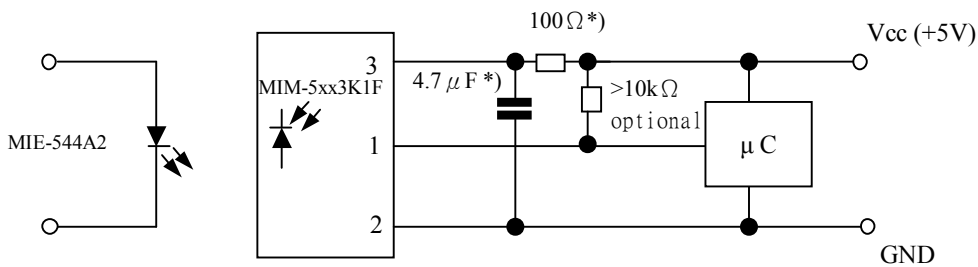 100Ω*)
Vcc (+5V)
3
4.7μF*)
MIM-5xx3K1F
>10kΩ
optional
MIE-544A2
1
μC
2
GND